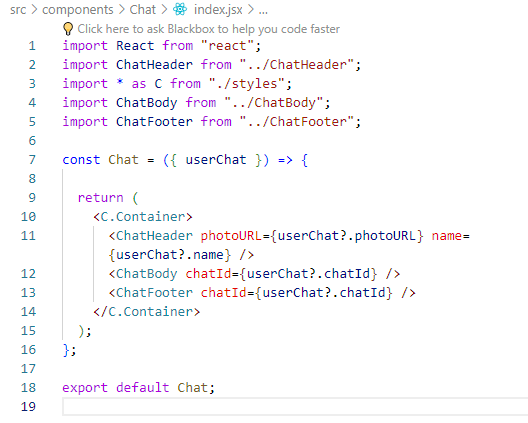 src > components > Chat > index.jsx > ...
Click here to ask Blackbox to help you code faster
1 import React from "react";
2 import ChatHeader from "../ChatHeader";
3 import * as C from "./styles";
4 import ChatBody from "../ChatBody";
5 import ChatFooter from "../ChatFooter";
6
7 const Chat = ({ userChat }) => {
8
9 return (
10 <C.Container>
11 <ChatHeader photoURL={userChat?.photoURL} name=
{userChat?.name} />
12 <ChatBody chatId={userChat?.chatId} />
13 <ChatFooter chatId={userChat?.chatId} />
14 </C.Container>
15 );
16 };
17
18 export default Chat;
19